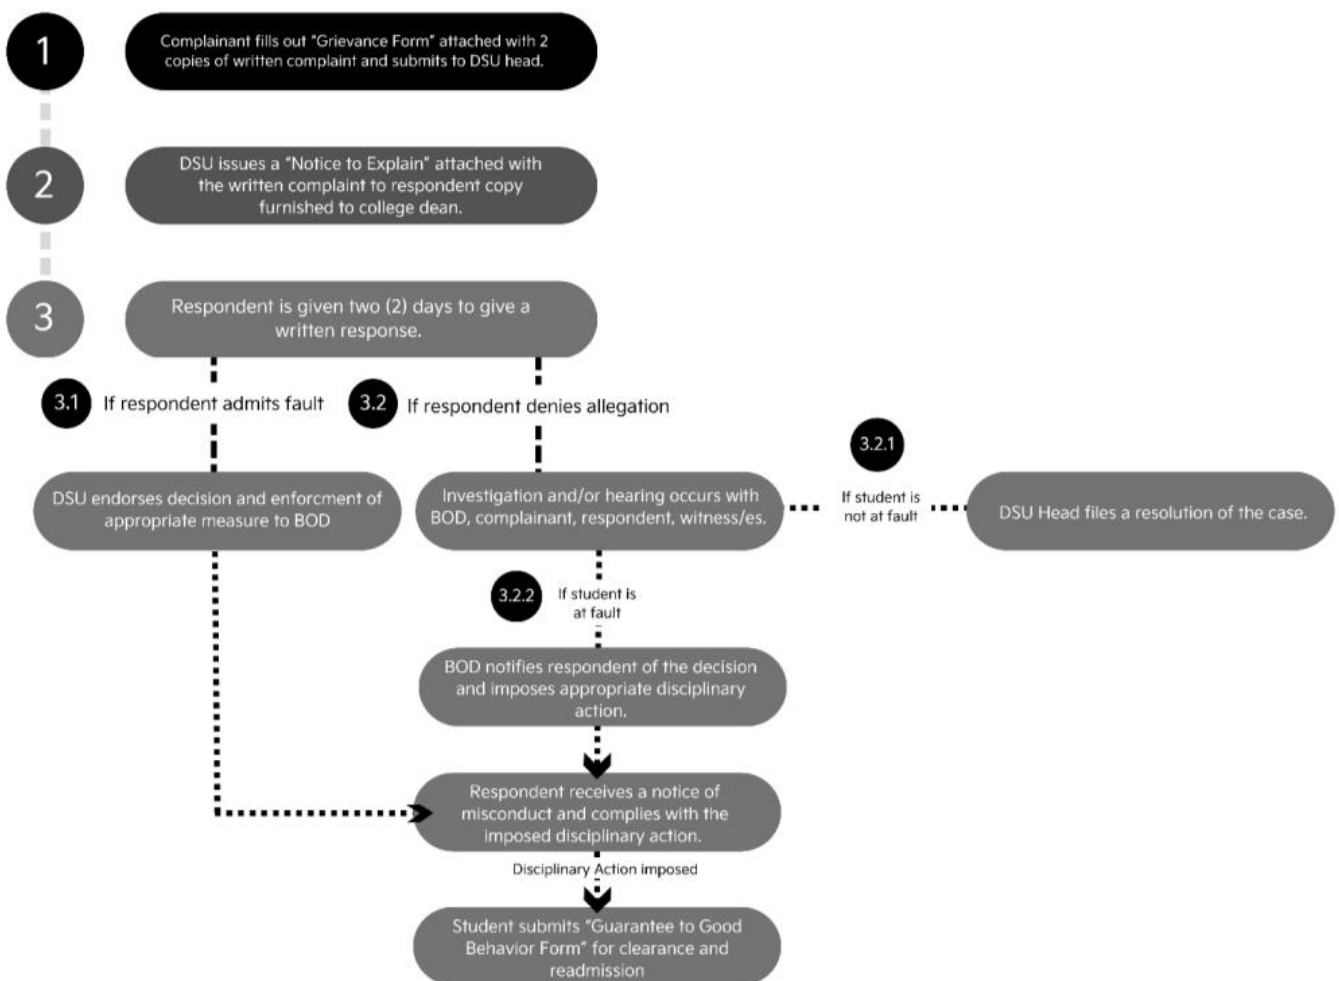 1
Complainant fills out "Grievance Form" attached with 2
copies of written complaint and submits to DSU head.
2
DSU issues a "Notice to Explain" attached with
the written complaint to respondent copy
furnished to college dean.
3
Respondent is given two (2) days to give a
written response.
3.1
If respondent admits fault
3.2
If respondent denies allegation
DSU endorses decision and enforcment of
appropriate measure to BOD
Investigation and/or hearing occurs with
BOD, complainant, respondent, witness/es.
3.2.1
If student is
not at fault
DSU Head files a resolution of the case.
3.2.2
If student is
at fault
BOD notifies respondent of the decision
and imposes appropriate disciplinary
action.
Respondent receives a notice of
misconduct and complies with the
imposed disciplinary action.
Disciplinary Action imposed
Student submits "Guarantee to Good
Behavior Form" for clearance and
readmission